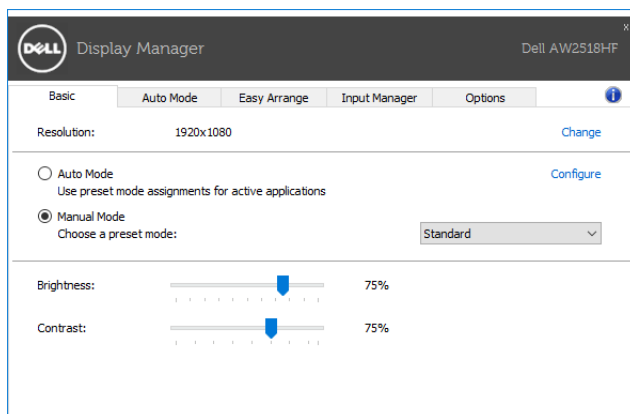 x
DELL Display Manager Dell AW2518HF
Basic Auto Mode Easy Arrange Input Manager Options i
Resolution: 1920x1080 Change
Auto Mode Configure
Use preset mode assignments for active applications
Manual Mode
Choose a preset mode: Standard
Brightness: 75%
Contrast: 75%